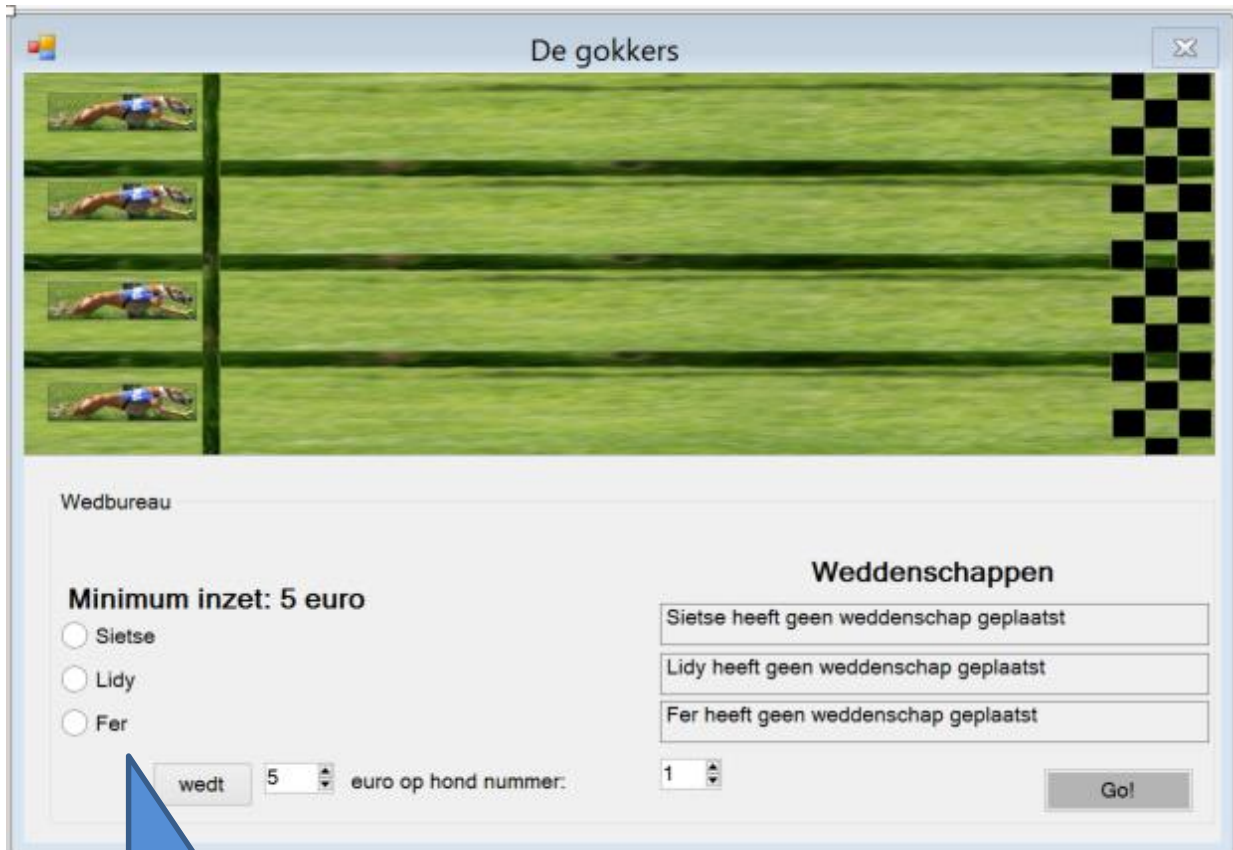 De gokkers
Wedbureau
Minimum inzet: 5 euro
Sietse
Lidy
Fer
Weddenschappen
Sietse heeft geen weddenschap geplaatst
Lidy heeft geen weddenschap geplaatst
Fer heeft geen weddenschap geplaatst
wedt 5 euro op hond nummer: 1
Go!